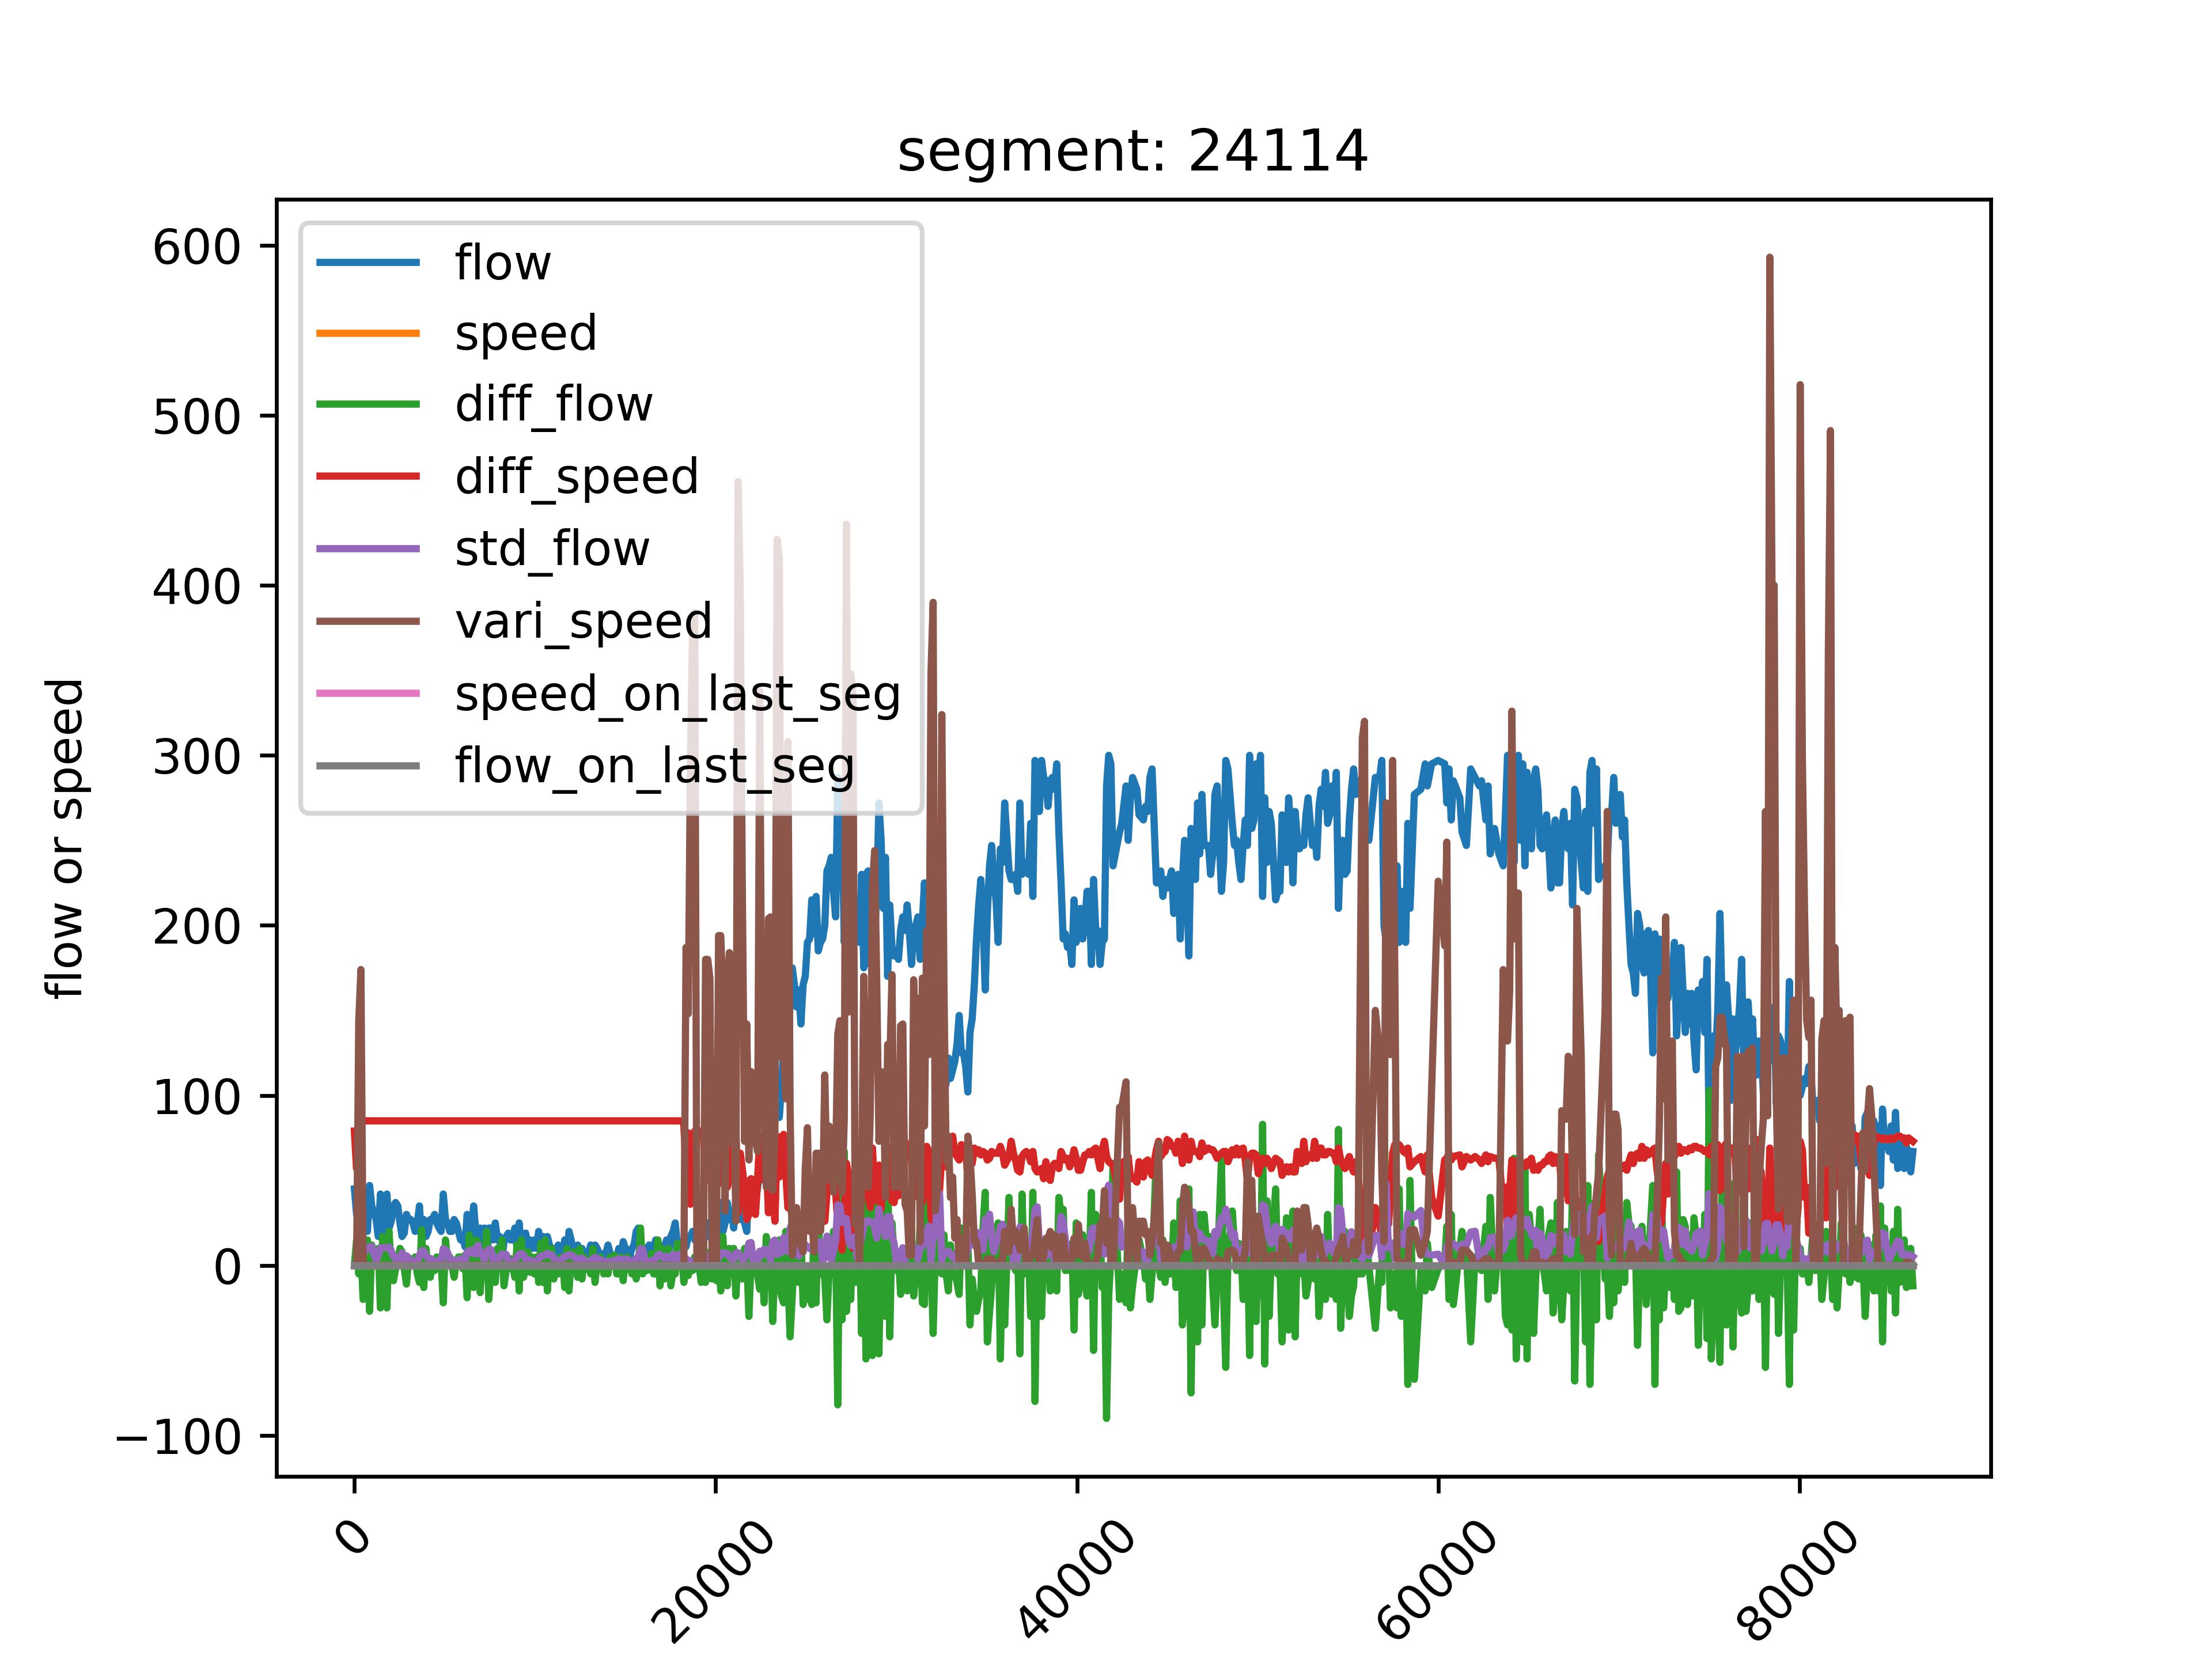 segment: 24114
600
500
400
300
200
100
0
−100
flow or speed
flow
speed
diff_flow
diff_speed
std_flow
vari_speed
speed_on_last_seg
flow_on_last_seg
0
20000
40000
60000
80000